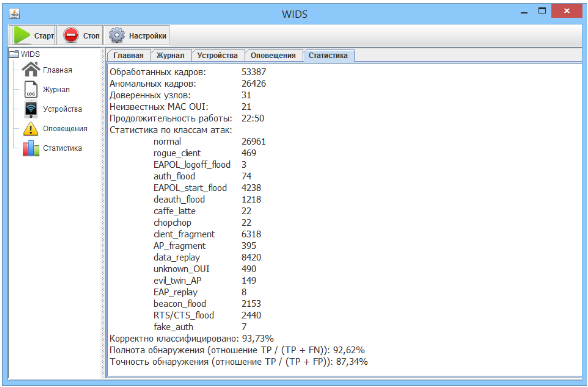 WIDS
Старт
Стоп
Настройки
WIDS
Главная
Журнал
Устройства
Оповещения
Статистика
Главная Журнал Устройства Оповещения Статистика
Обработанных кадров: 53387
Аномальных кадров: 26426
Доверенных узлов: 31
Неизвестных MAC OUI: 21
Продолжительность работы: 22:50
Статистика по классам атак:
normal 26961
rogue_client 469
EAPOL_logoff_flood 3
auth_flood 74
EAPOL_start_flood 4238
deauth_flood 1218
caffe_latte 22
chopchop 22
client_fragment 6318
AP_fragment 395
data_replay 8420
unknown_OUI 490
evil_twin_AP 149
EAP_replay 8
beacon_flood 2153
RTS/CTS_flood 2440
fake_auth 7
Корректно классифицировано: 93,73%
Полнота обнаружения (отношение TP / (TP + FN)): 92,62%
Точность обнаружения (отношение TP / (TP + FP)): 87,34%
LOG